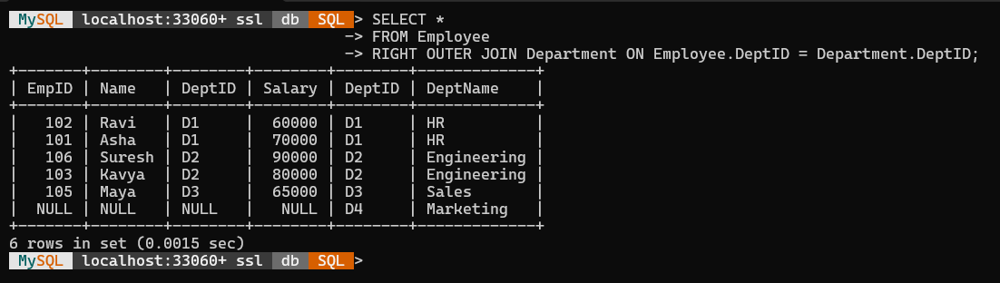 MySQL localhost:33060+ ssl db SQL > SELECT *
-> FROM Employee
-> RIGHT OUTER JOIN Department ON Employee.DeptID = Department.DeptID;
+-------+--------+--------+--------+--------+-------------+
| EmpID | Name   | DeptID | Salary | DeptID | DeptName    |
+-------+--------+--------+--------+--------+-------------+
|   102 | Ravi   | D1     |  60000 | D1     | HR          |
|   101 | Asha   | D1     |  70000 | D1     | HR          |
|   106 | Suresh | D2     |  90000 | D2     | Engineering |
|   103 | Kavya  | D2     |  80000 | D2     | Engineering |
|   105 | Maya   | D3     |  65000 | D3     | Sales       |
|  NULL | NULL   | NULL   |   NULL | D4     | Marketing   |
+-------+--------+--------+--------+--------+-------------+
6 rows in set (0.0015 sec)
MySQL localhost:33060+ ssl db SQL >